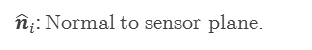 n̂ᵢ: Normal to sensor plane.